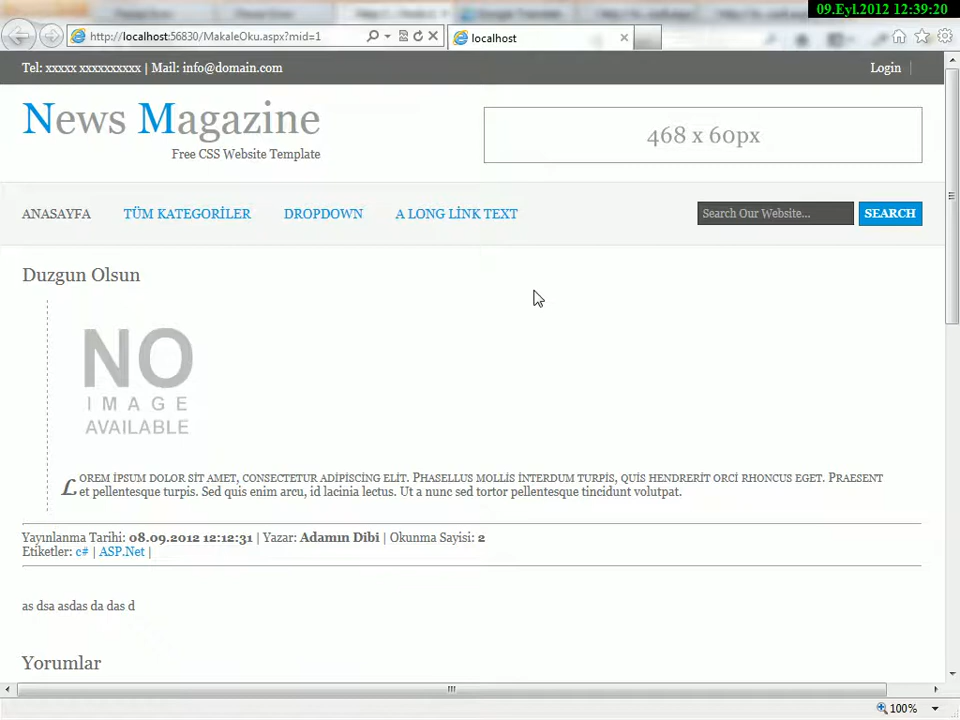 09.Eyl.2012 12:39:20
http://localhost:56830/MakaleOku.aspx?mid=1
localhost
Tel: xxxxx xxxxxxxxxx | Mail: info@domain.com
Login
News Magazine
Free CSS Website Template
468 x 60px
ANASAYFA
TÜM KATEGORİLER
DROPDOWN
A LONG LİNK TEXT
Search Our Website...
SEARCH
Duzgun Olsun
NO
IMAGE
AVAILABLE
LOREM İPSUM DOLOR SİT AMET, CONSECTETUR ADİPİSCİNG ELİT. PHASELLUS MOLLİS İNTERDUM TURPİS, QUİS HENDRERİT ORCİ RHONCUS EGET. PRAESENT
et pellentesque turpis. Sed quis enim arcu, id lacinia lectus. Ut a nunc sed tortor pellentesque tincidunt volutpat.
Yayınlanma Tarihi: 08.09.2012 12:12:31 | Yazar: Adamın Dibi | Okunma Sayisi: 2
Etiketler: c# | ASP.Net |
as dsa asdas da das d
Yorumlar
100%